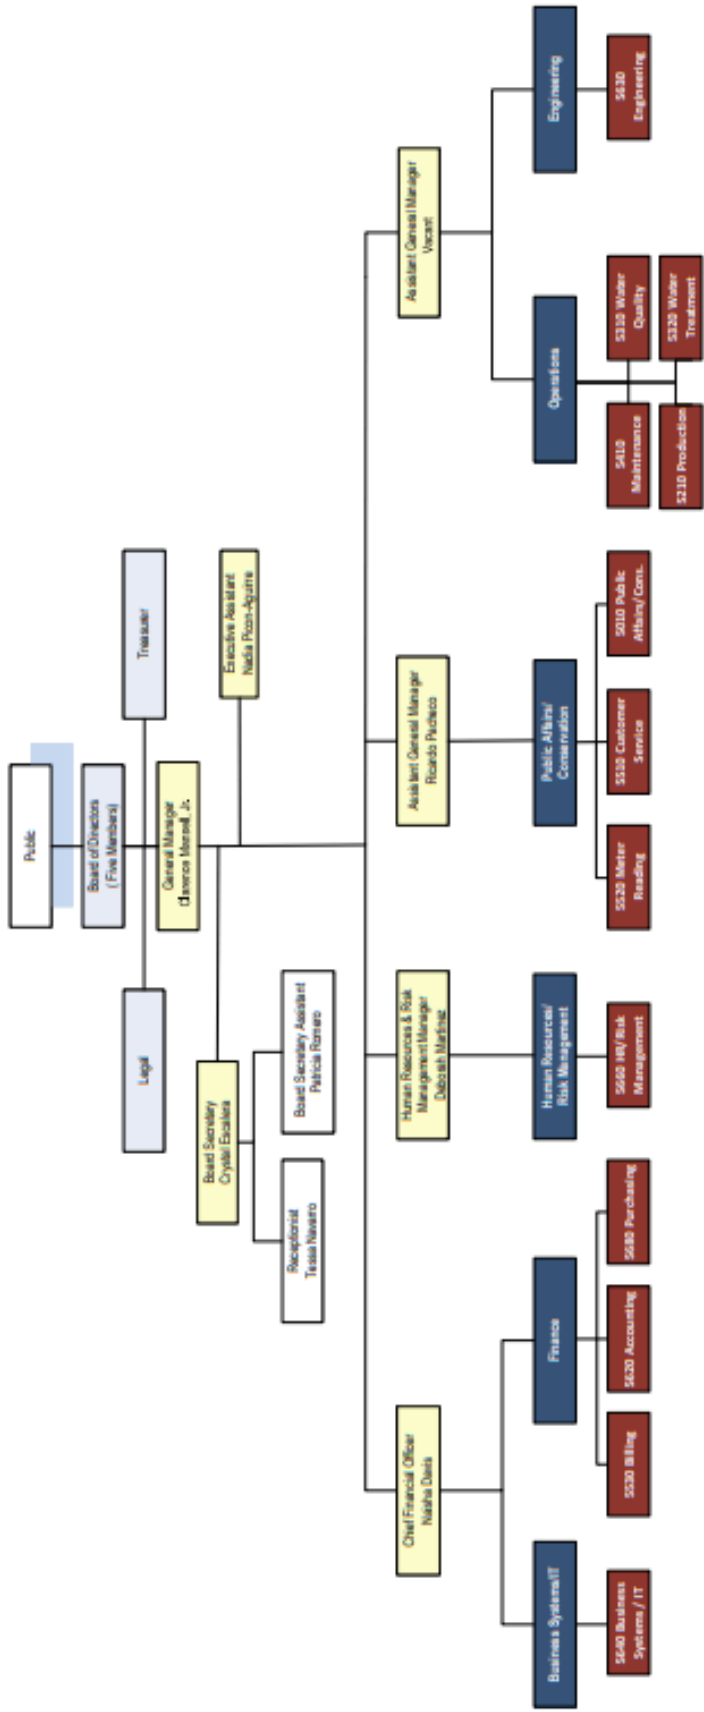 Public
Board of Directors
( Five Members)
Legal
Treasurer
General Manager
Clarence Mansell, Jr.
Board Secretary
Crystal Escalera
Executive Assistant
Nadia Picon-Aguirre
Receptionist
Tessa Navarro
Board Secretary Assistant
Patricia Romero
Chief Financial Officer
Naisha Davis
Human Resources & Risk
Management Manager
Deborah Martinez
Assistant General Manager
Ricardo Pacheco
Assistant General Manager
Vacant
Business Systems/IT
Finance
Human Resources/
Risk Management
Public Affairs/
Conservation
Operations
Engineering
5640 Business
Systems / IT
5530 Billing
5620 Accounting
5680 Purchasing
5660 HR/Risk
Management
5520 Meter
Reading
5510 Customer
Service
5010 Public
Affairs/Cons.
5410
Maintenance
5310 Water
Quality
5210 Production
5320 Water
Treatment
5630
Engineering